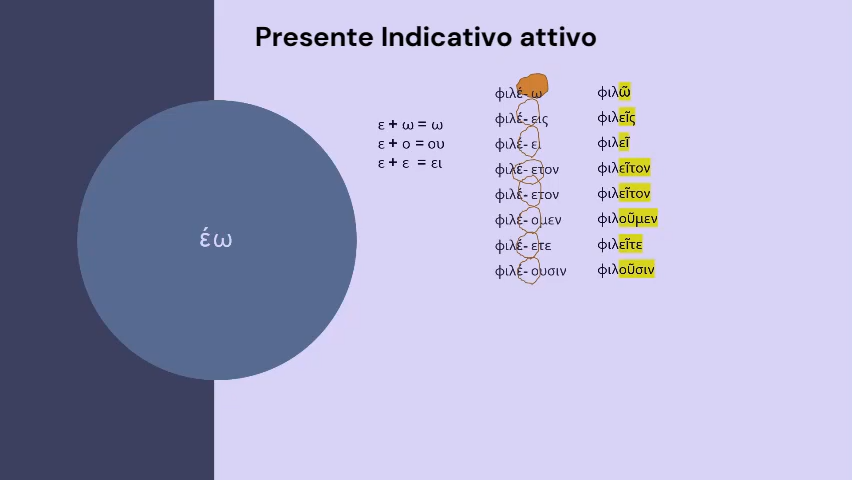 Presente Indicativo attivo
έω
ε + ω = ω
ε + ο = ου
ε + ε = ει
φιλέ- ω φιλῶ
φιλέ- εις φιλεῖς
φιλέ- ει φιλεῖ
φιλέ- ετον φιλεῖτον
φιλέ- ετον φιλεῖτον
φιλέ- ομεν φιλοῦμεν
φιλέ- ετε φιλεῖτε
φιλέ- ουσιν φιλοῦσιν